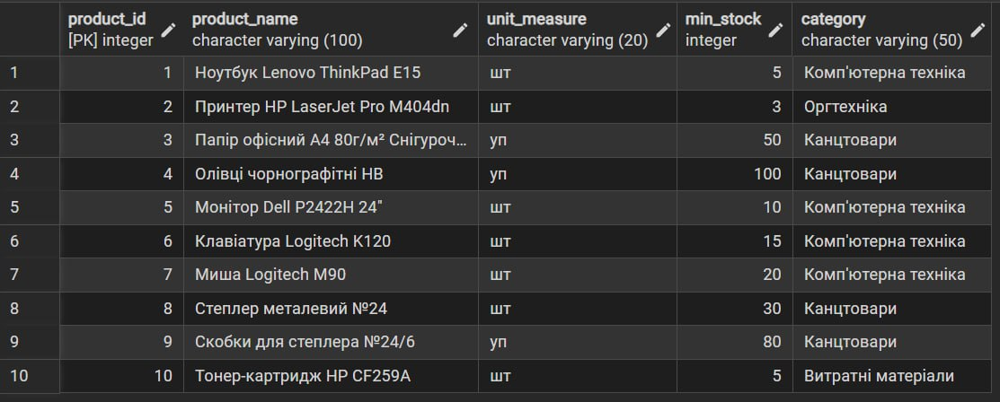 product_id product_name unit_measure min_stock category
[PK] integer character varying (100) character varying (20) integer character varying (50)
1 1 Ноутбук Lenovo ThinkPad E15 шт 5 Комп'ютерна техніка
2 2 Принтер HP LaserJet Pro M404dn шт 3 Оргтехніка
3 3 Папір офісний А4 80г/м² Снігуроч... уп 50 Канцтовари
4 4 Олівці чорнографітні HB уп 100 Канцтовари
5 5 Монітор Dell P2422H 24" шт 10 Комп'ютерна техніка
6 6 Клавіатура Logitech K120 шт 15 Комп'ютерна техніка
7 7 Миша Logitech M90 шт 20 Комп'ютерна техніка
8 8 Степлер металевий №24 шт 30 Канцтовари
9 9 Скобки для степлера №24/6 уп 80 Канцтовари
10 10 Тонер-картридж HP CF259A шт 5 Витратні матеріали